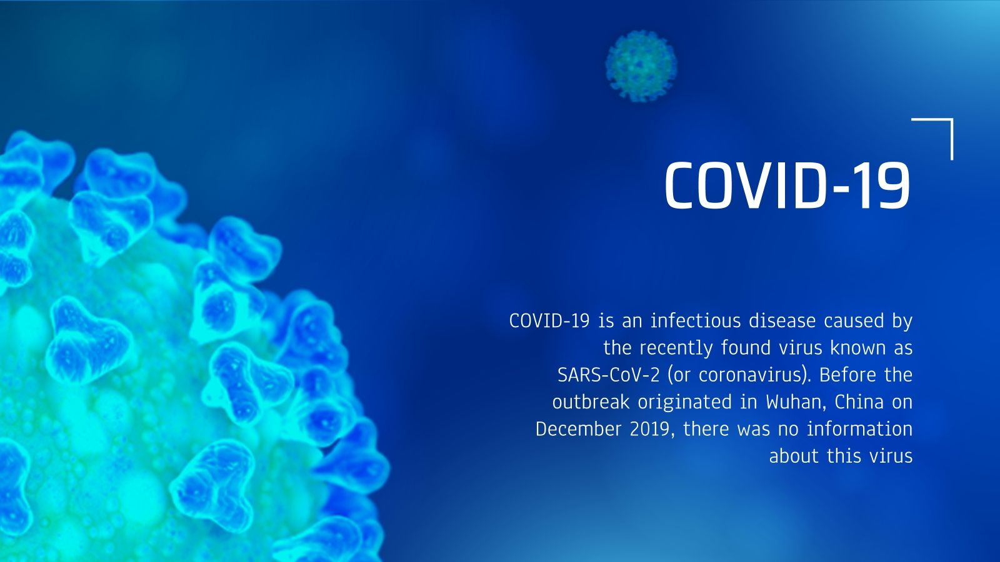 COVID-19
COVID-19 is an infectious disease caused by
the recently found virus known as
SARS-CoV-2 (or coronavirus). Before the
outbreak originated in Wuhan, China on
December 2019, there was no information
about this virus